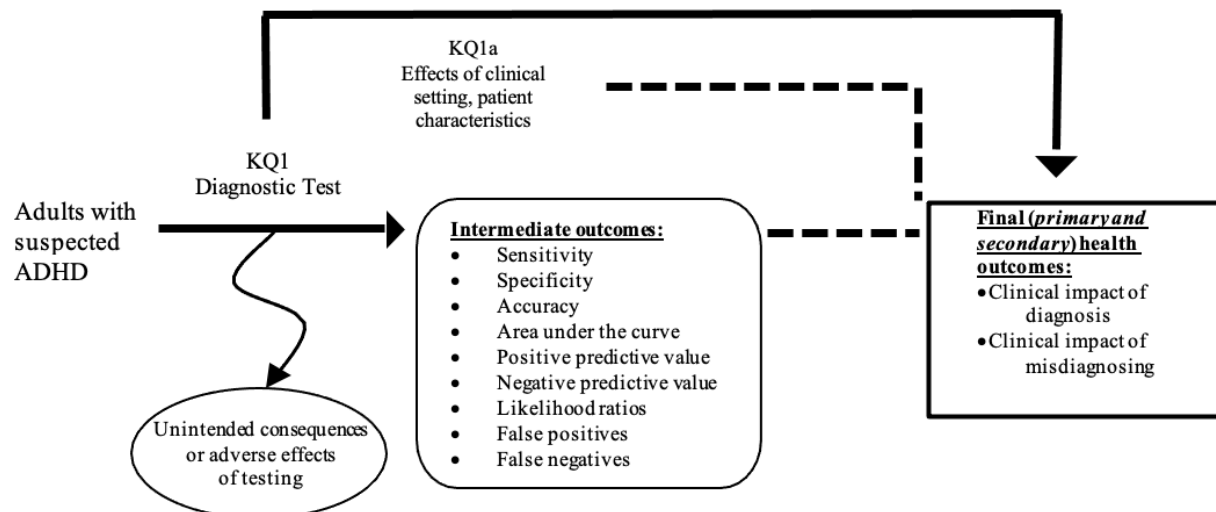 KQ1a
Effects of clinical
setting, patient
characteristics
KQ1
Diagnostic Test
Adults with
suspected
ADHD
Intermediate outcomes:
• Sensitivity
• Specificity
• Accuracy
• Area under the curve
• Positive predictive value
• Negative predictive value
• Likelihood ratios
• False positives
• False negatives
Final (primary and
secondary) health
outcomes:
•Clinical impact of
diagnosis
•Clinical impact of
misdiagnosing
Unintended consequences
or adverse effects
of testing